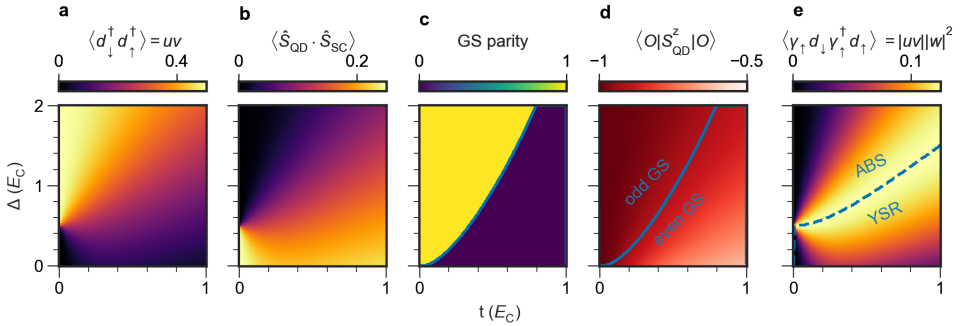 a b c d e
⟨d†↓ d†↑⟩ = uv
⟨Ŝ_QD · Ŝ_SC⟩
GS parity
⟨O|S^z_QD|O⟩
⟨γ↑ d↓ γ†↑ d↑⟩ = |uv||w|²
0 0.4
0 0.2
0 1
−1 −0.5
0 0.1
2
1
0
Δ (E_C)
odd GS
even GS
ABS
YSR
0 1 0 1 0 1 0 1 0 1
t (E_C)